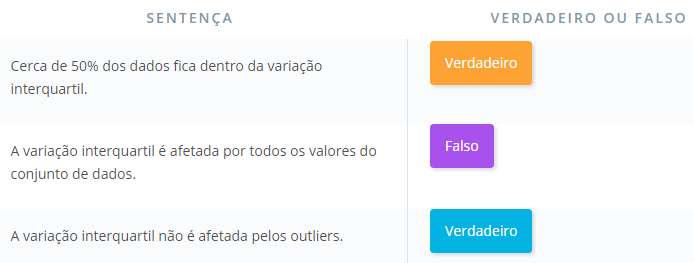 SENTENÇA
VERDADEIRO OU FALSO
Cerca de 50% dos dados fica dentro da variação
interquartil.
Verdadeiro
A variação interquartil é afetada por todos os valores do
conjunto de dados.
Falso
A variação interquartil não é afetada pelos outliers.
Verdadeiro